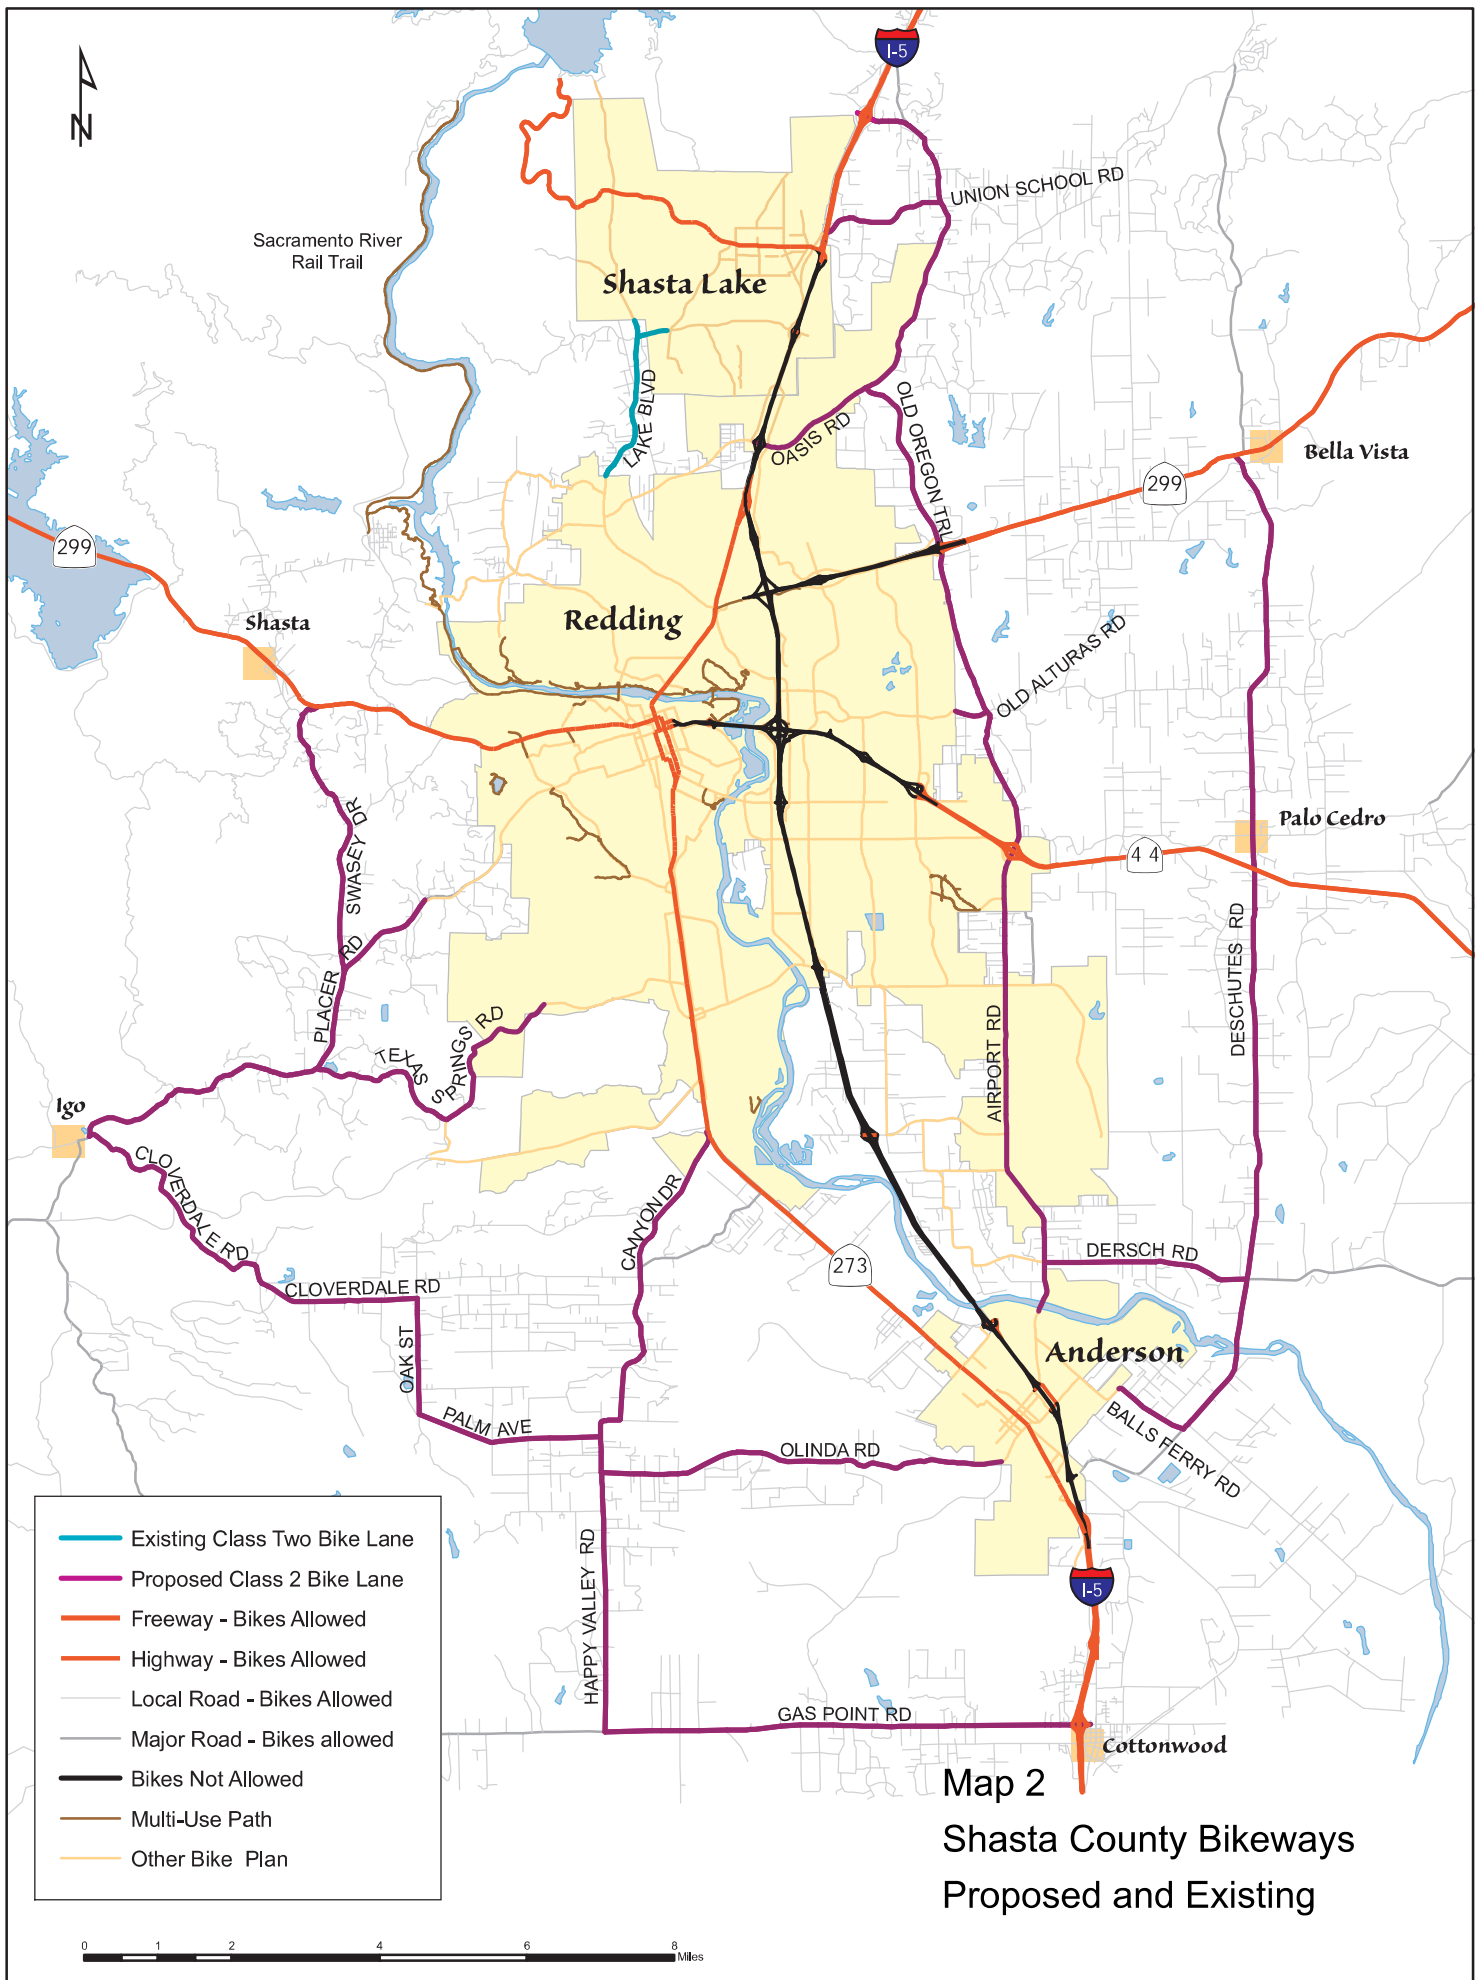 I-5
N
UNION SCHOOL RD
Sacramento River
Rail Trail
Shasta Lake
LAKE BLVD
OASIS RD
OLD OREGON TRL
Bella Vista
299
299
Shasta
Redding
OLD ALTURAS RD
SWASEY DR
Palo Cedro
4 4
PLACER RD
DESCHUTES RD
TEXAS SPRINGS RD
AIRPORT RD
Igo
CLOVERDALE RD
CANYON DR
DERSCH RD
273
CLOVERDALE RD
OAK ST
Anderson
PALM AVE
BALLS FERRY RD
OLINDA RD
HAPPY VALLEY RD
I-5
GAS POINT RD
Cottonwood
Existing Class Two Bike Lane
Proposed Class 2 Bike Lane
Freeway - Bikes Allowed
Highway - Bikes Allowed
Local Road - Bikes Allowed
Major Road - Bikes allowed
Bikes Not Allowed
Multi-Use Path
Other Bike Plan
Map 2
Shasta County Bikeways
Proposed and Existing
0 1 2 4 6 8
Miles